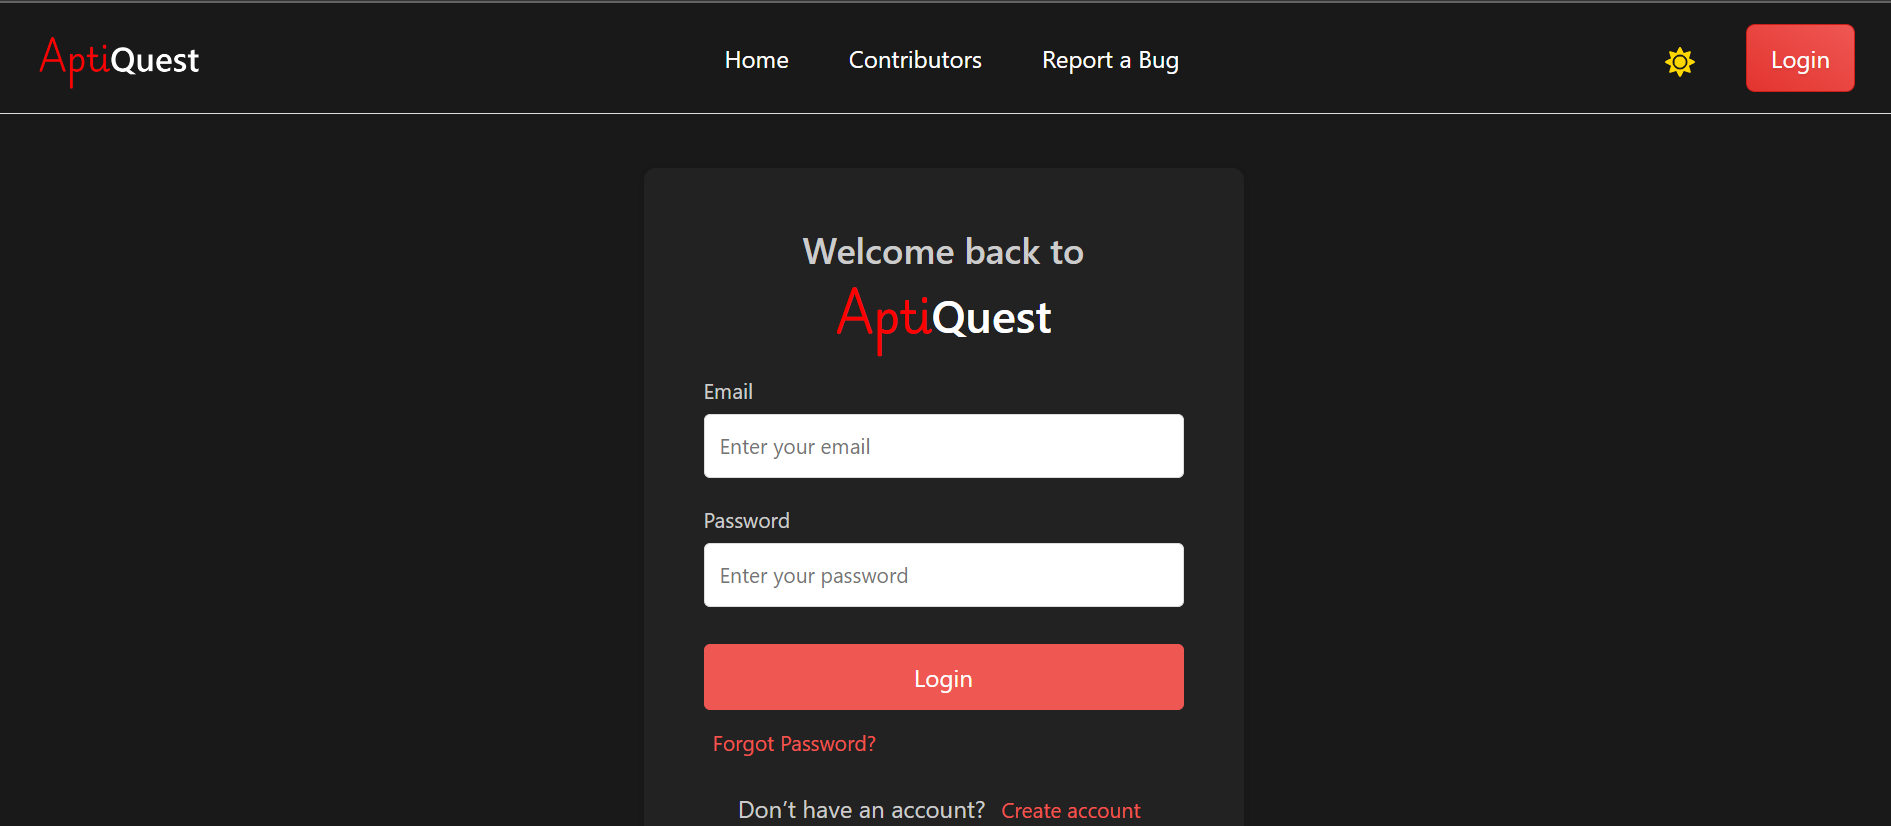 AptiQuest Home Contributors Report a Bug Login
Welcome back to
AptiQuest
Email
Enter your email
Password
Enter your password
Login
Forgot Password?
Don’t have an account? Create account